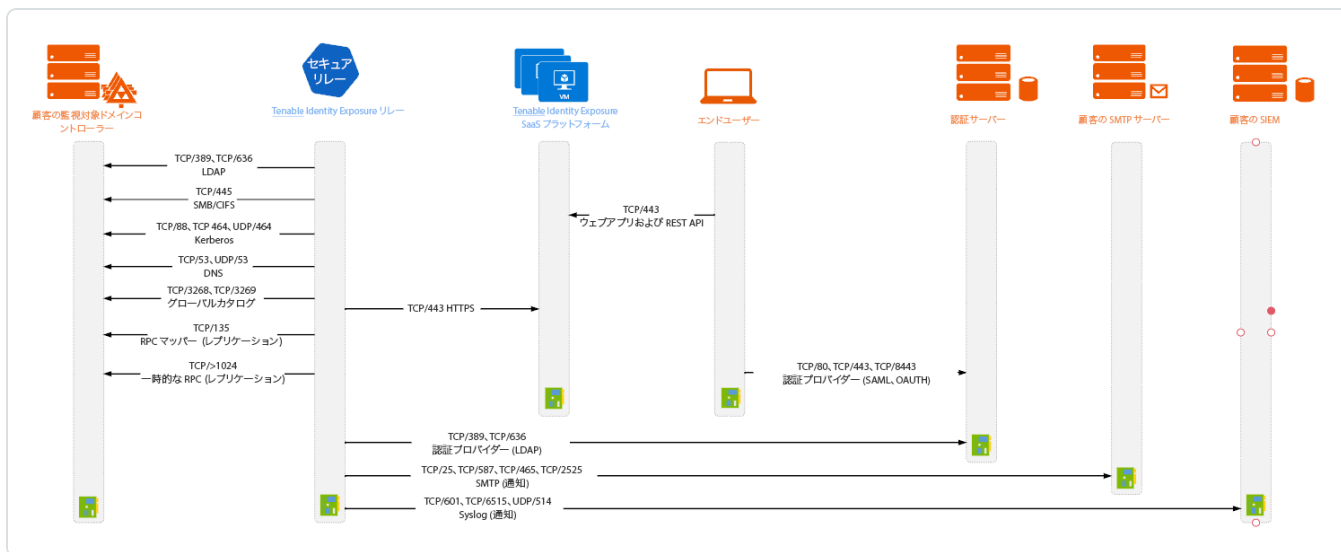 セキュア
リレー
VM
顧客の監視対象ドメインコ
ントローラー
Tenable Identity Exposure リレー
Tenable Identity Exposure
SaaS プラットフォーム
エンドユーザー
認証サーバー
顧客の SMTP サーバー
顧客の SIEM
TCP/389、TCP/636
LDAP
TCP/445
SMB/CIFS
TCP/443
ウェブアプリおよび REST API
TCP/88、TCP 464、UDP/464
Kerberos
TCP/53、UDP/53
DNS
TCP/3268、TCP/3269
グローバルカタログ
TCP/443 HTTPS
TCP/135
RPC マッパー (レプリケーション)
TCP/>1024
一時的な RPC (レプリケーション)
TCP/80、TCP/443、TCP/8443
認証プロバイダー (SAML、OAUTH)
TCP/389、TCP/636
認証プロバイダー (LDAP)
TCP/25、TCP/587、TCP/465、TCP/2525
SMTP (通知)
TCP/601、TCP/6515、UDP/514
Syslog (通知)